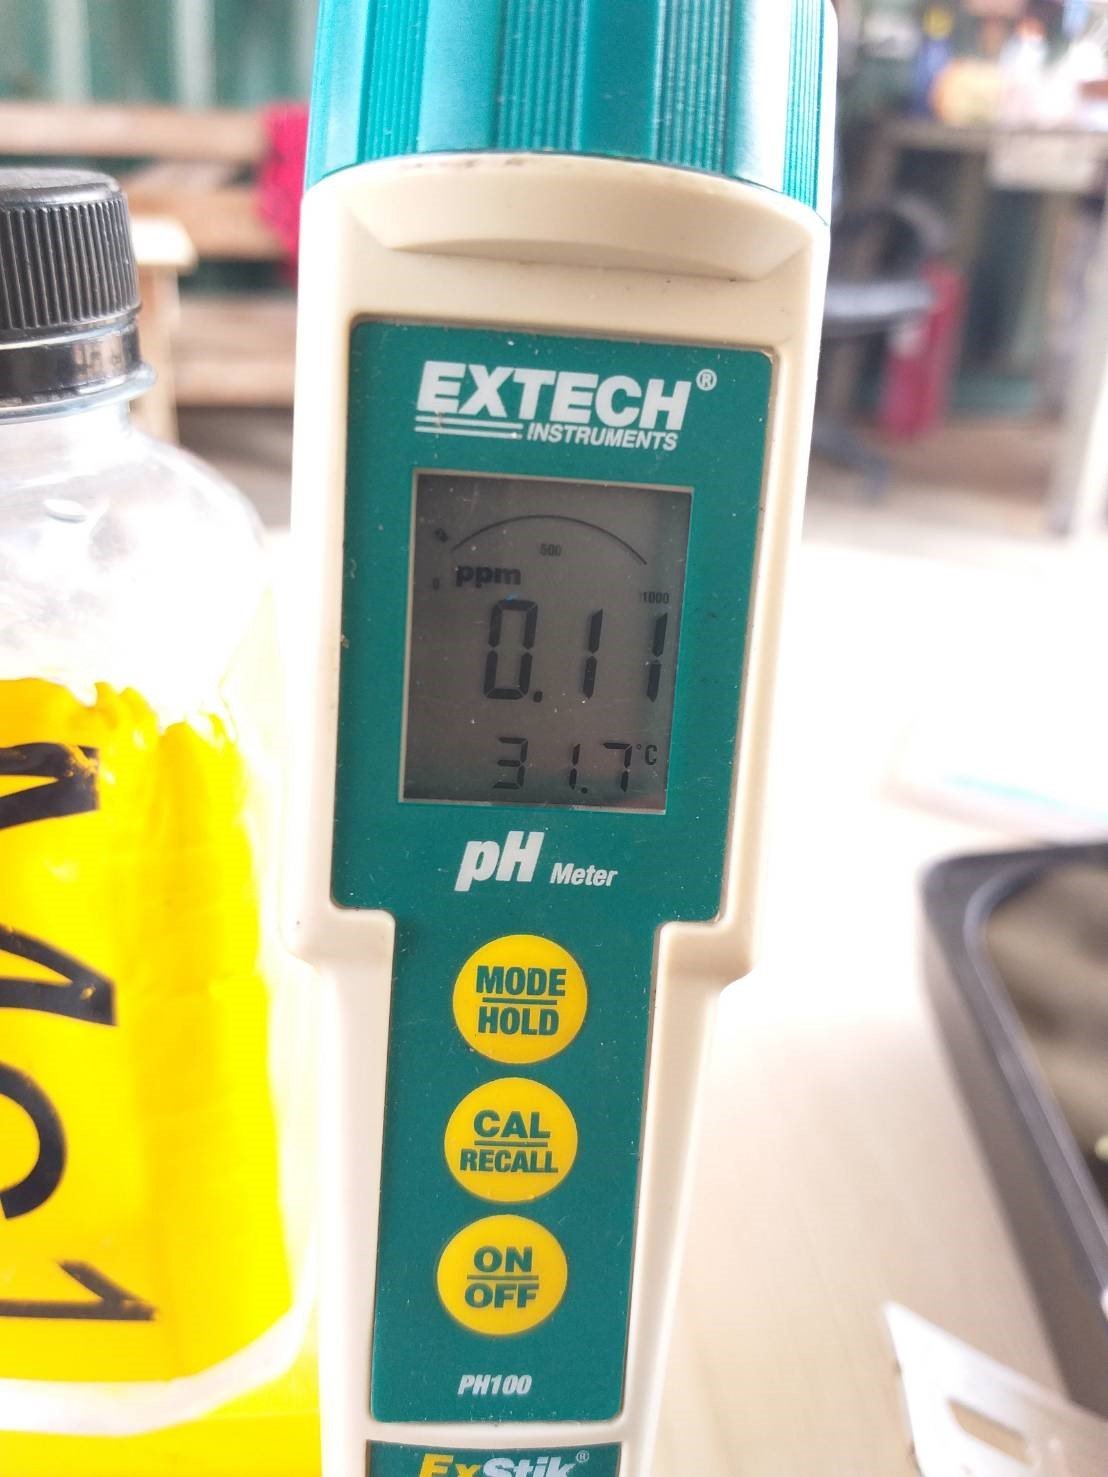 EXTECH®
INSTRUMENTS
500
ppm
0
1000
0.11
31.7°C
pH Meter
MODE
HOLD
CAL
RECALL
ON
OFF
PH100
ExStik®